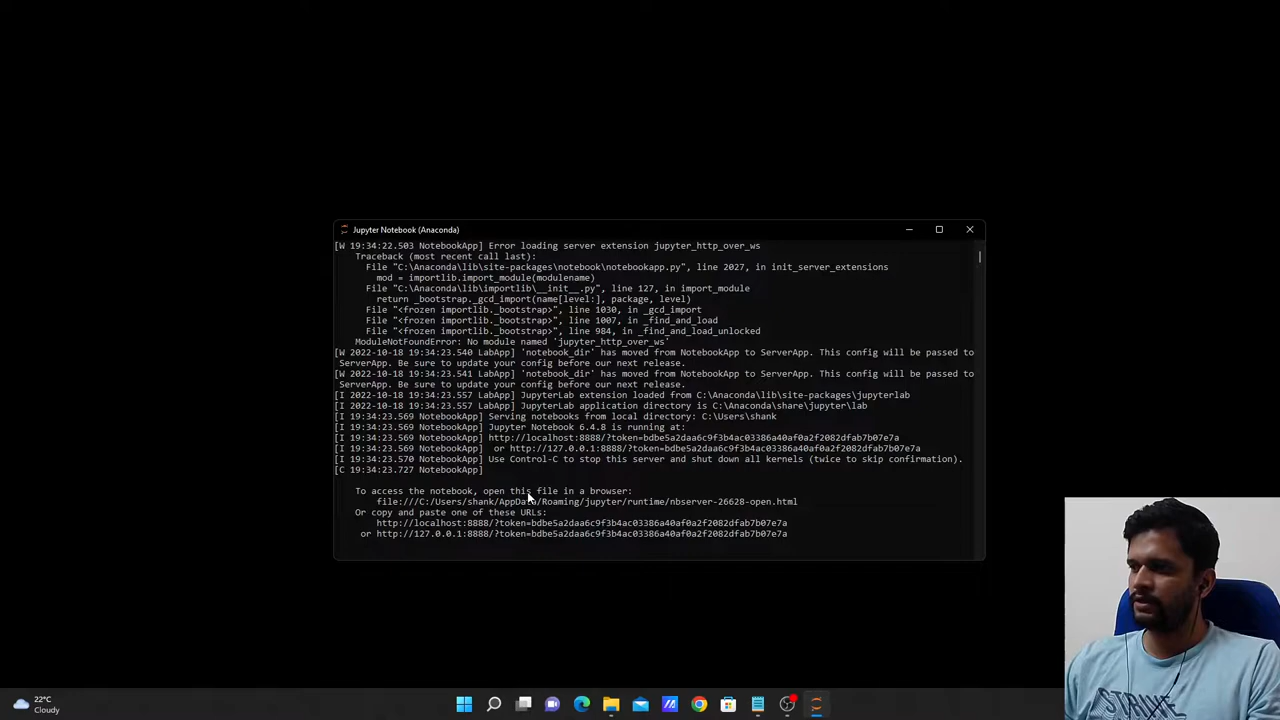 Jupyter Notebook (Anaconda)
[W 19:34:22.503 NotebookApp] Error loading server extension jupyter_http_over_ws
Traceback (most recent call last):
File "C:\Anaconda\lib\site-packages\notebook\notebookapp.py", line 2027, in init_server_extensions
mod = importlib.import_module(modulename)
File "C:\Anaconda\lib\importlib\__init__.py", line 127, in import_module
return _bootstrap._gcd_import(name[level:], package, level)
File "<frozen importlib._bootstrap>", line 1030, in _gcd_import
File "<frozen importlib._bootstrap>", line 1007, in _find_and_load
File "<frozen importlib._bootstrap>", line 984, in _find_and_load_unlocked
ModuleNotFoundError: No module named 'jupyter_http_over_ws'
[W 2022-10-18 19:34:23.540 LabApp] 'notebook_dir' has moved from NotebookApp to ServerApp. This config will be passed to
ServerApp. Be sure to update your config before our next release.
[W 2022-10-18 19:34:23.541 LabApp] 'notebook_dir' has moved from NotebookApp to ServerApp. This config will be passed to
ServerApp. Be sure to update your config before our next release.
[I 2022-10-18 19:34:23.557 LabApp] JupyterLab extension loaded from C:\Anaconda\lib\site-packages\jupyterlab
[I 2022-10-18 19:34:23.557 LabApp] JupyterLab application directory is C:\Anaconda\share\jupyter\lab
[I 19:34:23.569 NotebookApp] Serving notebooks from local directory: C:\Users\shank
[I 19:34:23.569 NotebookApp] Jupyter Notebook 6.4.8 is running at:
[I 19:34:23.569 NotebookApp] http://localhost:8888/?token=bdbe5a2daa6c9f3b4ac03386a40af0a2f2082dfab7b07e7a
[I 19:34:23.569 NotebookApp] or http://127.0.0.1:8888/?token=bdbe5a2daa6c9f3b4ac03386a40af0a2f2082dfab7b07e7a
[I 19:34:23.570 NotebookApp] Use Control-C to stop this server and shut down all kernels (twice to skip confirmation).
[C 19:34:23.727 NotebookApp]
To access the notebook, open this file in a browser:
file:///C:/Users/shank/AppData/Roaming/jupyter/runtime/nbserver-26628-open.html
Or copy and paste one of these URLs:
http://localhost:8888/?token=bdbe5a2daa6c9f3b4ac03386a40af0a2f2082dfab7b07e7a
or http://127.0.0.1:8888/?token=bdbe5a2daa6c9f3b4ac03386a40af0a2f2082dfab7b07e7a
STRIKE
22°C
Cloudy